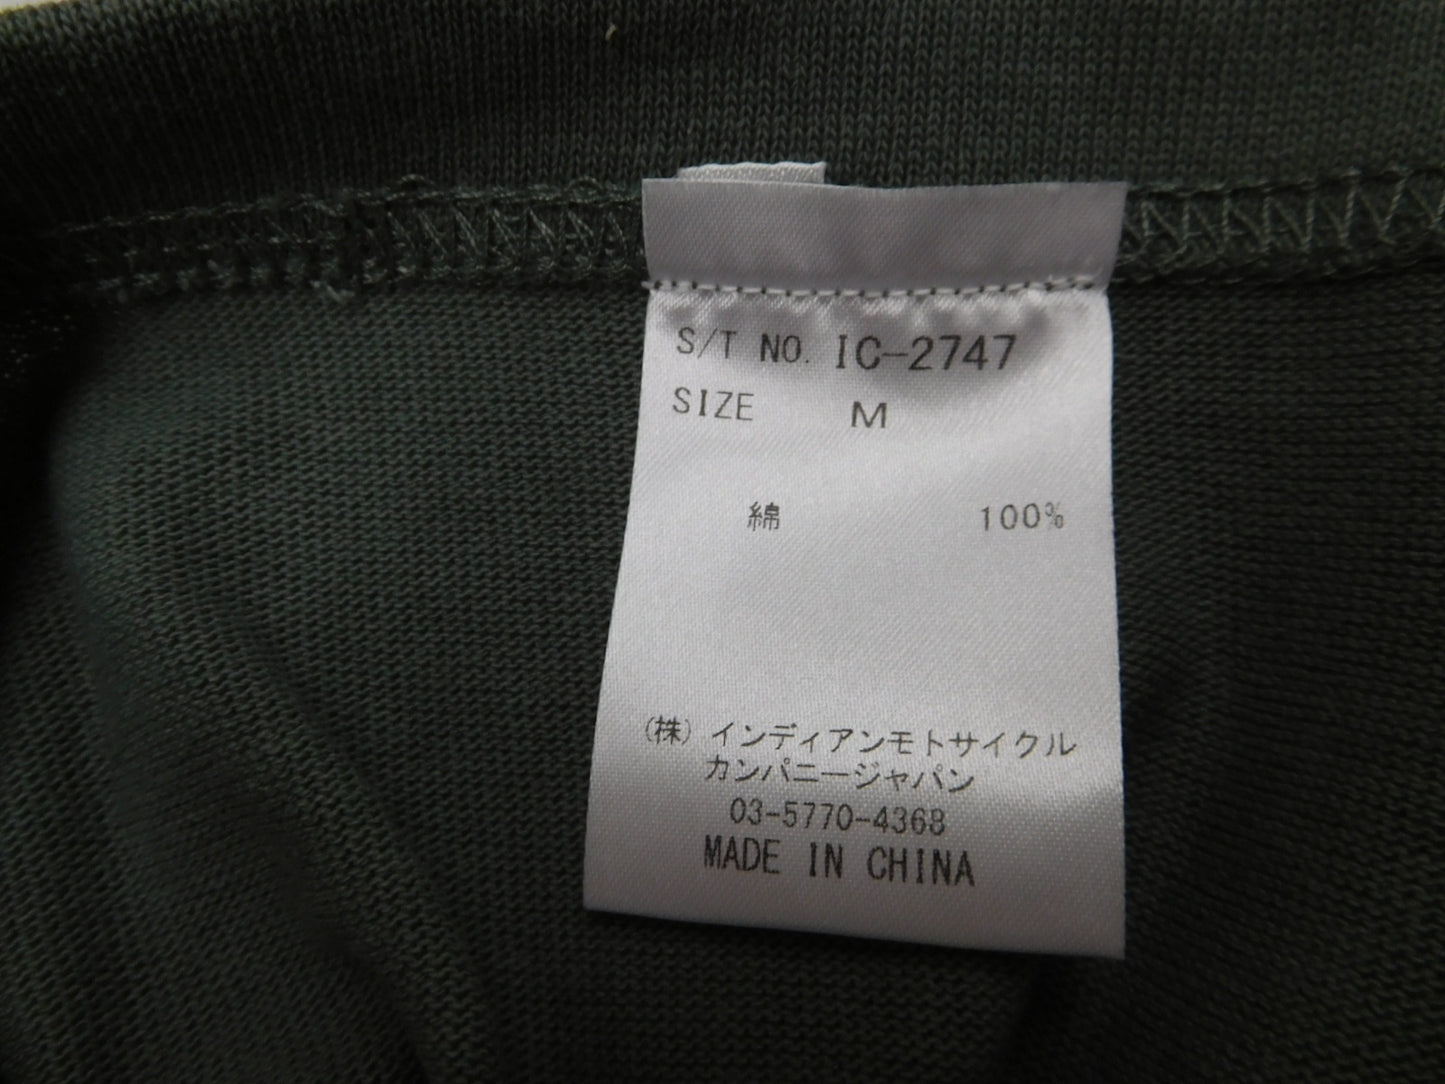 S/T NO. IC-2747
SIZE M
綿 100%
(株) インディアンモトサイクル
カンパニージャパン
03-5770-4368
MADE IN CHINA